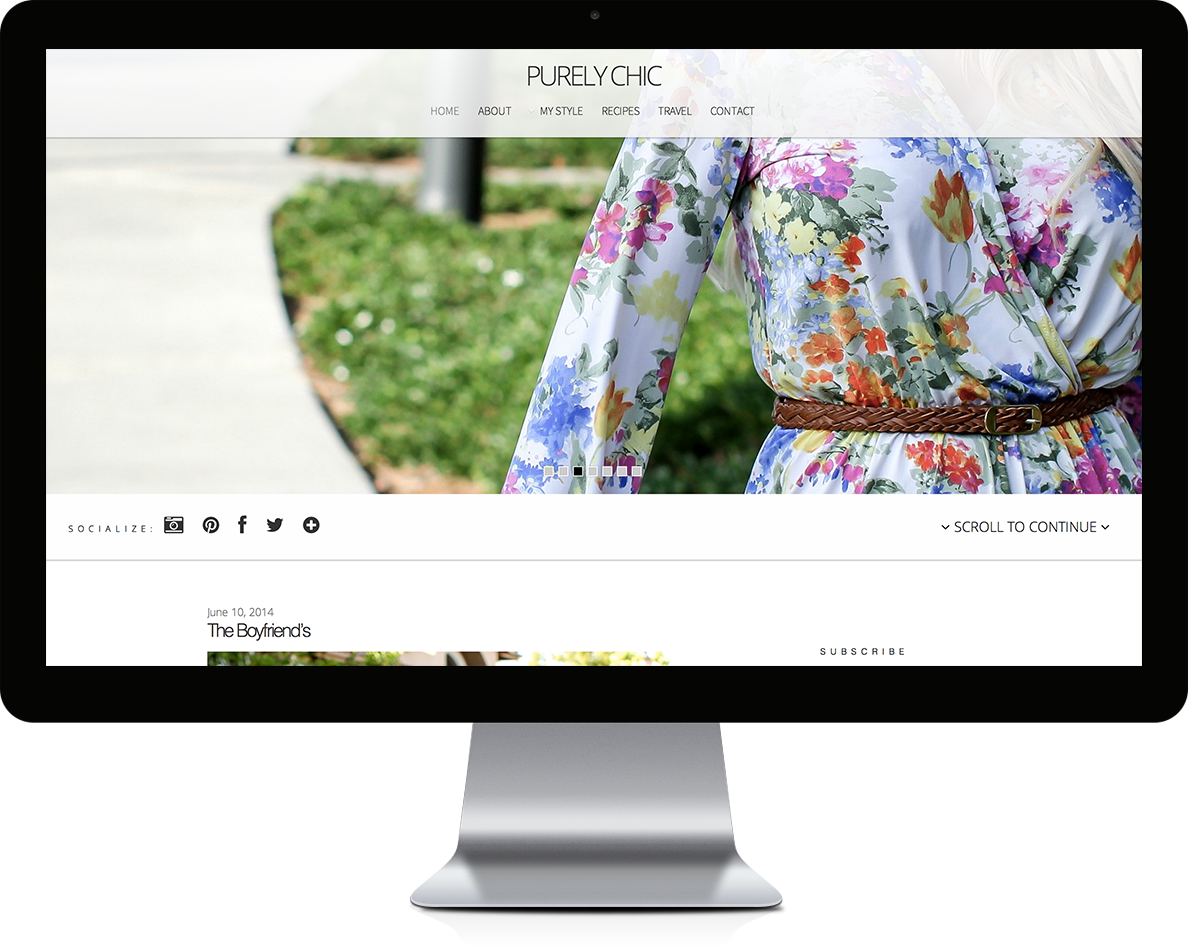 PURELY CHIC
HOME ABOUT MY STYLE RECIPES TRAVEL CONTACT
SOCIALIZE:
SCROLL TO CONTINUE
June 10, 2014
The Boyfriend's
SUBSCRIBE